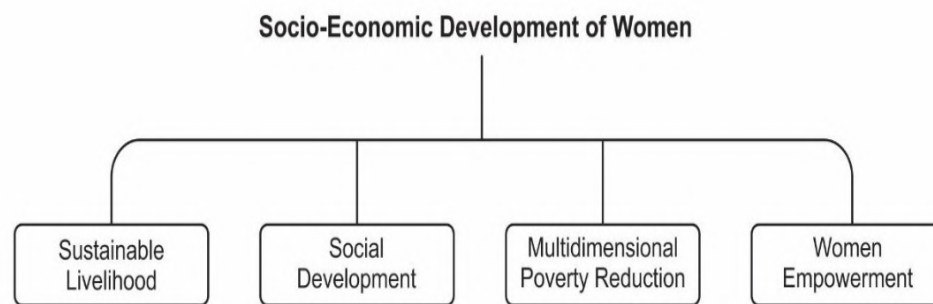 Socio-Economic Development of Women
Sustainable
Livelihood
Social
Development
Multidimensional
Poverty Reduction
Women
Empowerment